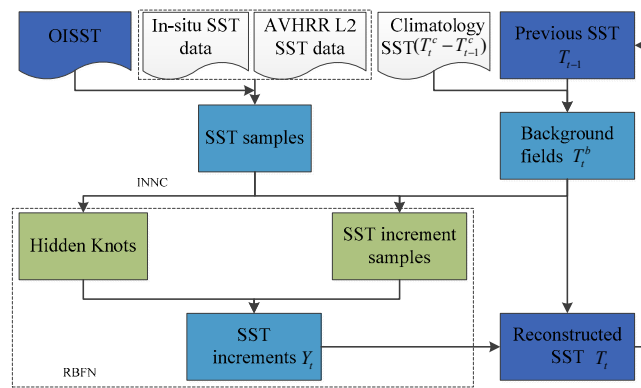 OISST
In-situ SST
data
AVHRR L2
SST data
Climatology
SST(T_t^c − T_{t−1}^c)
Previous SST
T_{t−1}
SST samples
Background
fields T_t^b
INNC
Hidden Knots
SST increment
samples
SST
increments Y_t
Reconstructed
SST T_t
RBFN